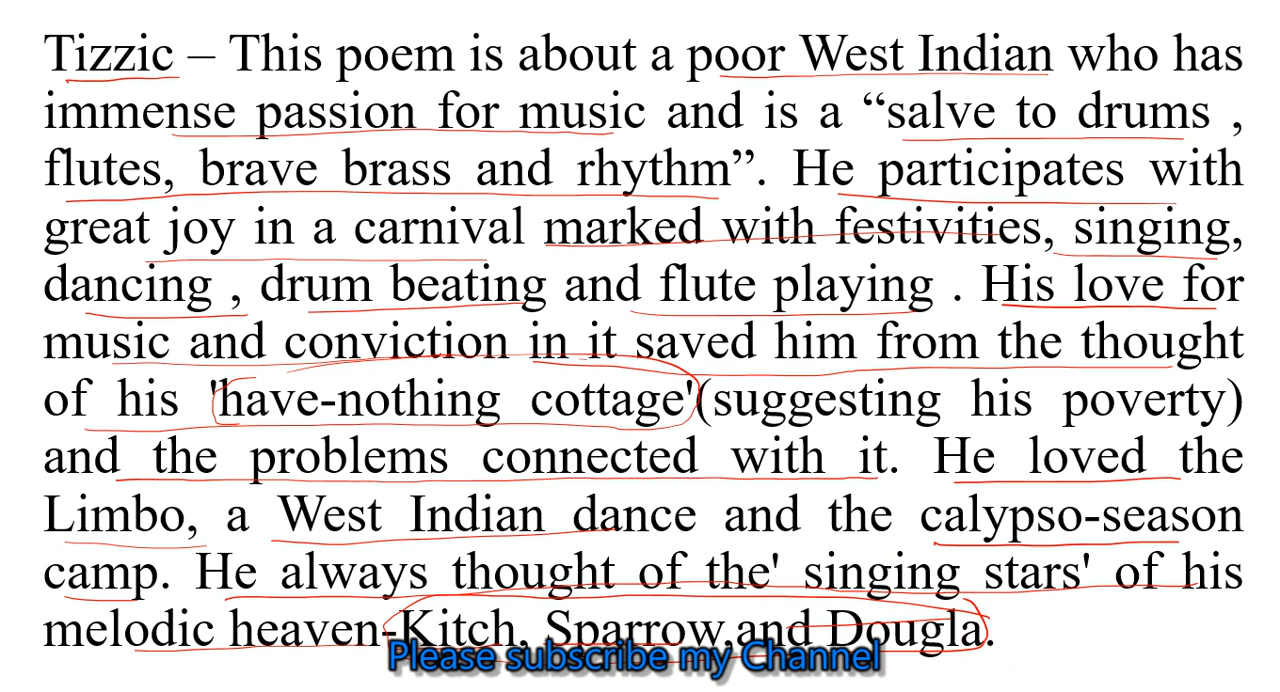 Tizzic – This poem is about a poor West Indian who has
immense passion for music and is a “salve to drums ,
flutes, brave brass and rhythm”. He participates with
great joy in a carnival marked with festivities, singing,
dancing , drum beating and flute playing . His love for
music and conviction in it saved him from the thought
of his 'have-nothing cottage'(suggesting his poverty)
and the problems connected with it. He loved the
Limbo, a West Indian dance and the calypso-season
camp. He always thought of the' singing stars' of his
melodic heaven-Kitch, Sparrow,and Dougla.
Please subscribe my Channel